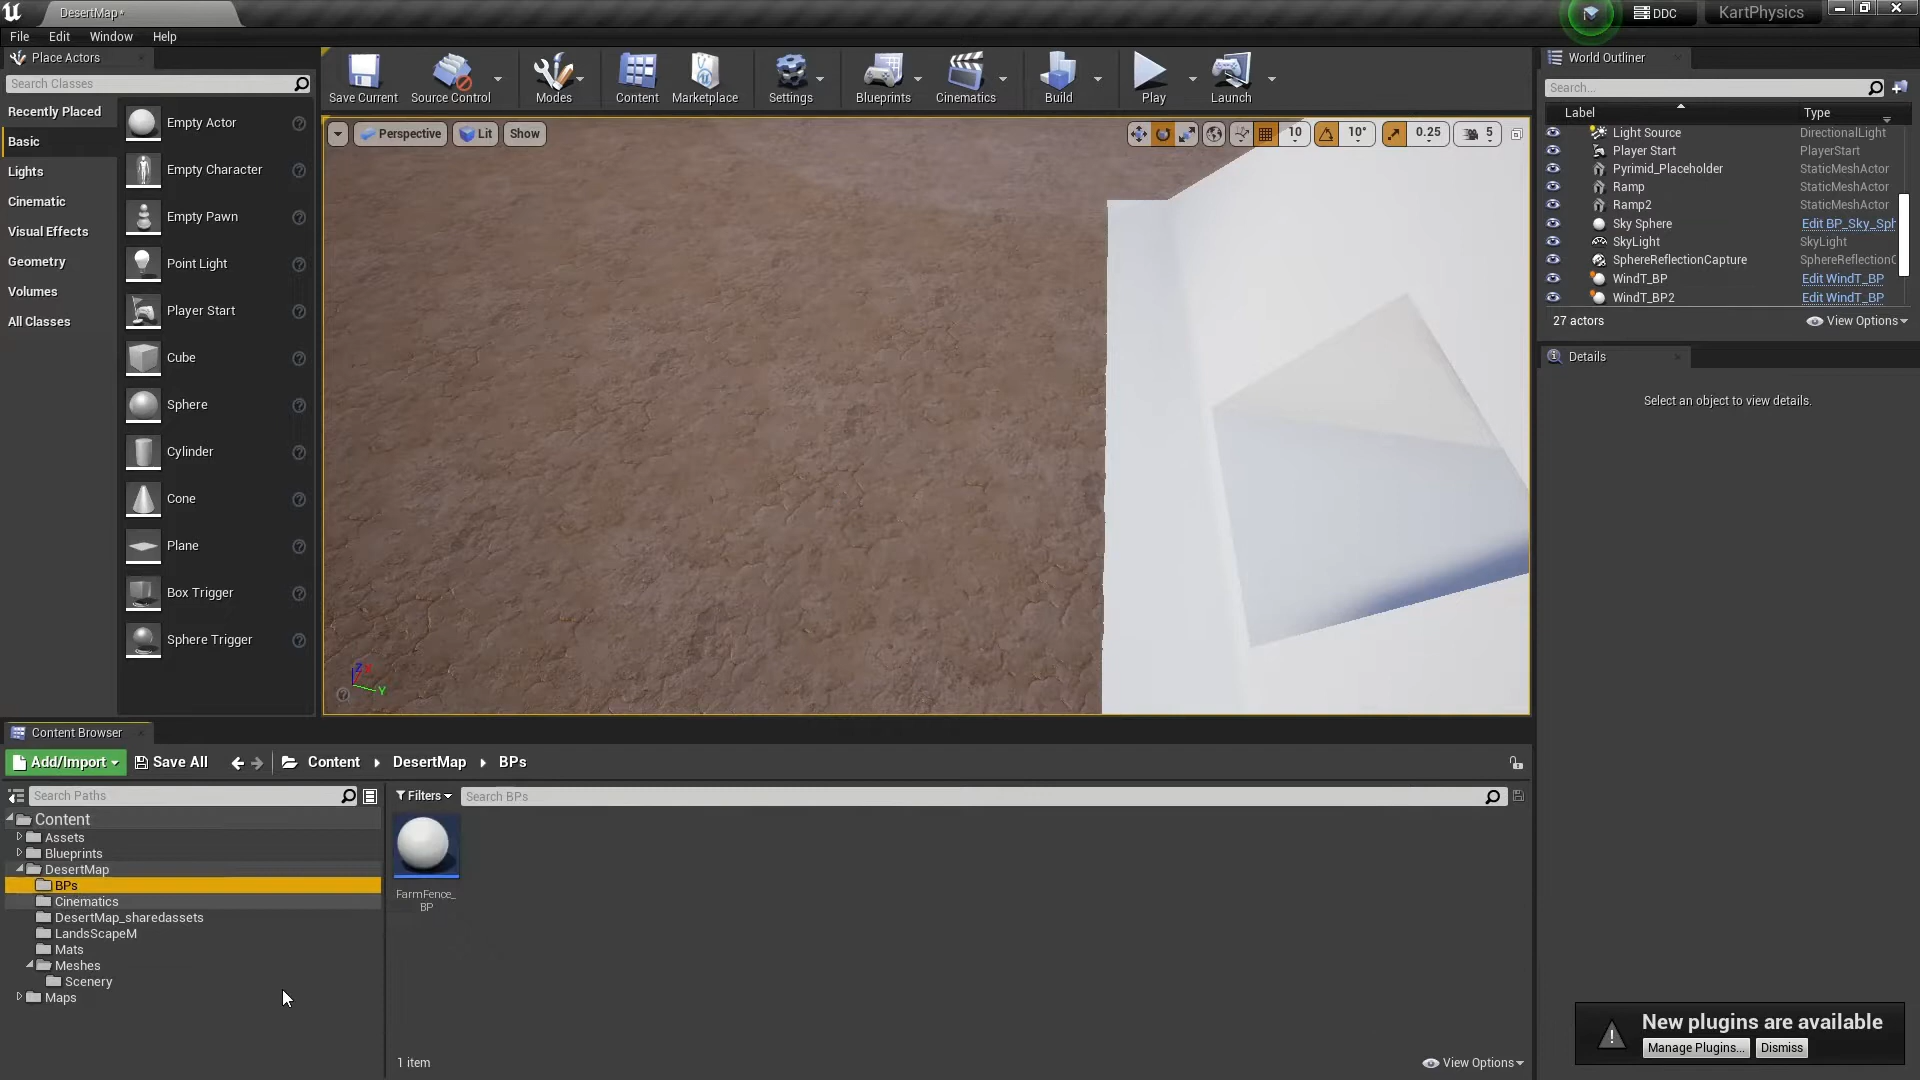 DesertMap*
DDC
KartPhysics
File Edit Window Help
Place Actors
Search Classes
Recently Placed
Basic
Lights
Cinematic
Visual Effects
Geometry
Volumes
All Classes
Empty Actor
Empty Character
Empty Pawn
Point Light
Player Start
Cube
Sphere
Cylinder
Cone
Plane
Box Trigger
Sphere Trigger
Save Current
Source Control
Modes
Content
Marketplace
Settings
Blueprints
Cinematics
Build
Play
Launch
Perspective
Lit
Show
10
10°
0.25
5
Z X
Y
World Outliner
Search...
Label Type
Light Source DirectionalLight
Player Start PlayerStart
Pyrimid_Placeholder StaticMeshActor
Ramp StaticMeshActor
Ramp2 StaticMeshActor
Sky Sphere Edit BP_Sky_Sph
SkyLight SkyLight
SphereReflectionCapture SphereReflectionC
WindT_BP Edit WindT_BP
WindT_BP2 Edit WindT_BP
27 actors
View Options
Details
Select an object to view details.
Content Browser
Add/Import
Save All
Content
DesertMap
BPs
Search Paths
Filters
Search BPs
Content
Assets
Blueprints
DesertMap
BPs
Cinematics
DesertMap_sharedassets
LandsScapeM
Mats
Meshes
Scenery
Maps
FarmFence_
BP
1 item
View Options
New plugins are available
Manage Plugins...
Dismiss